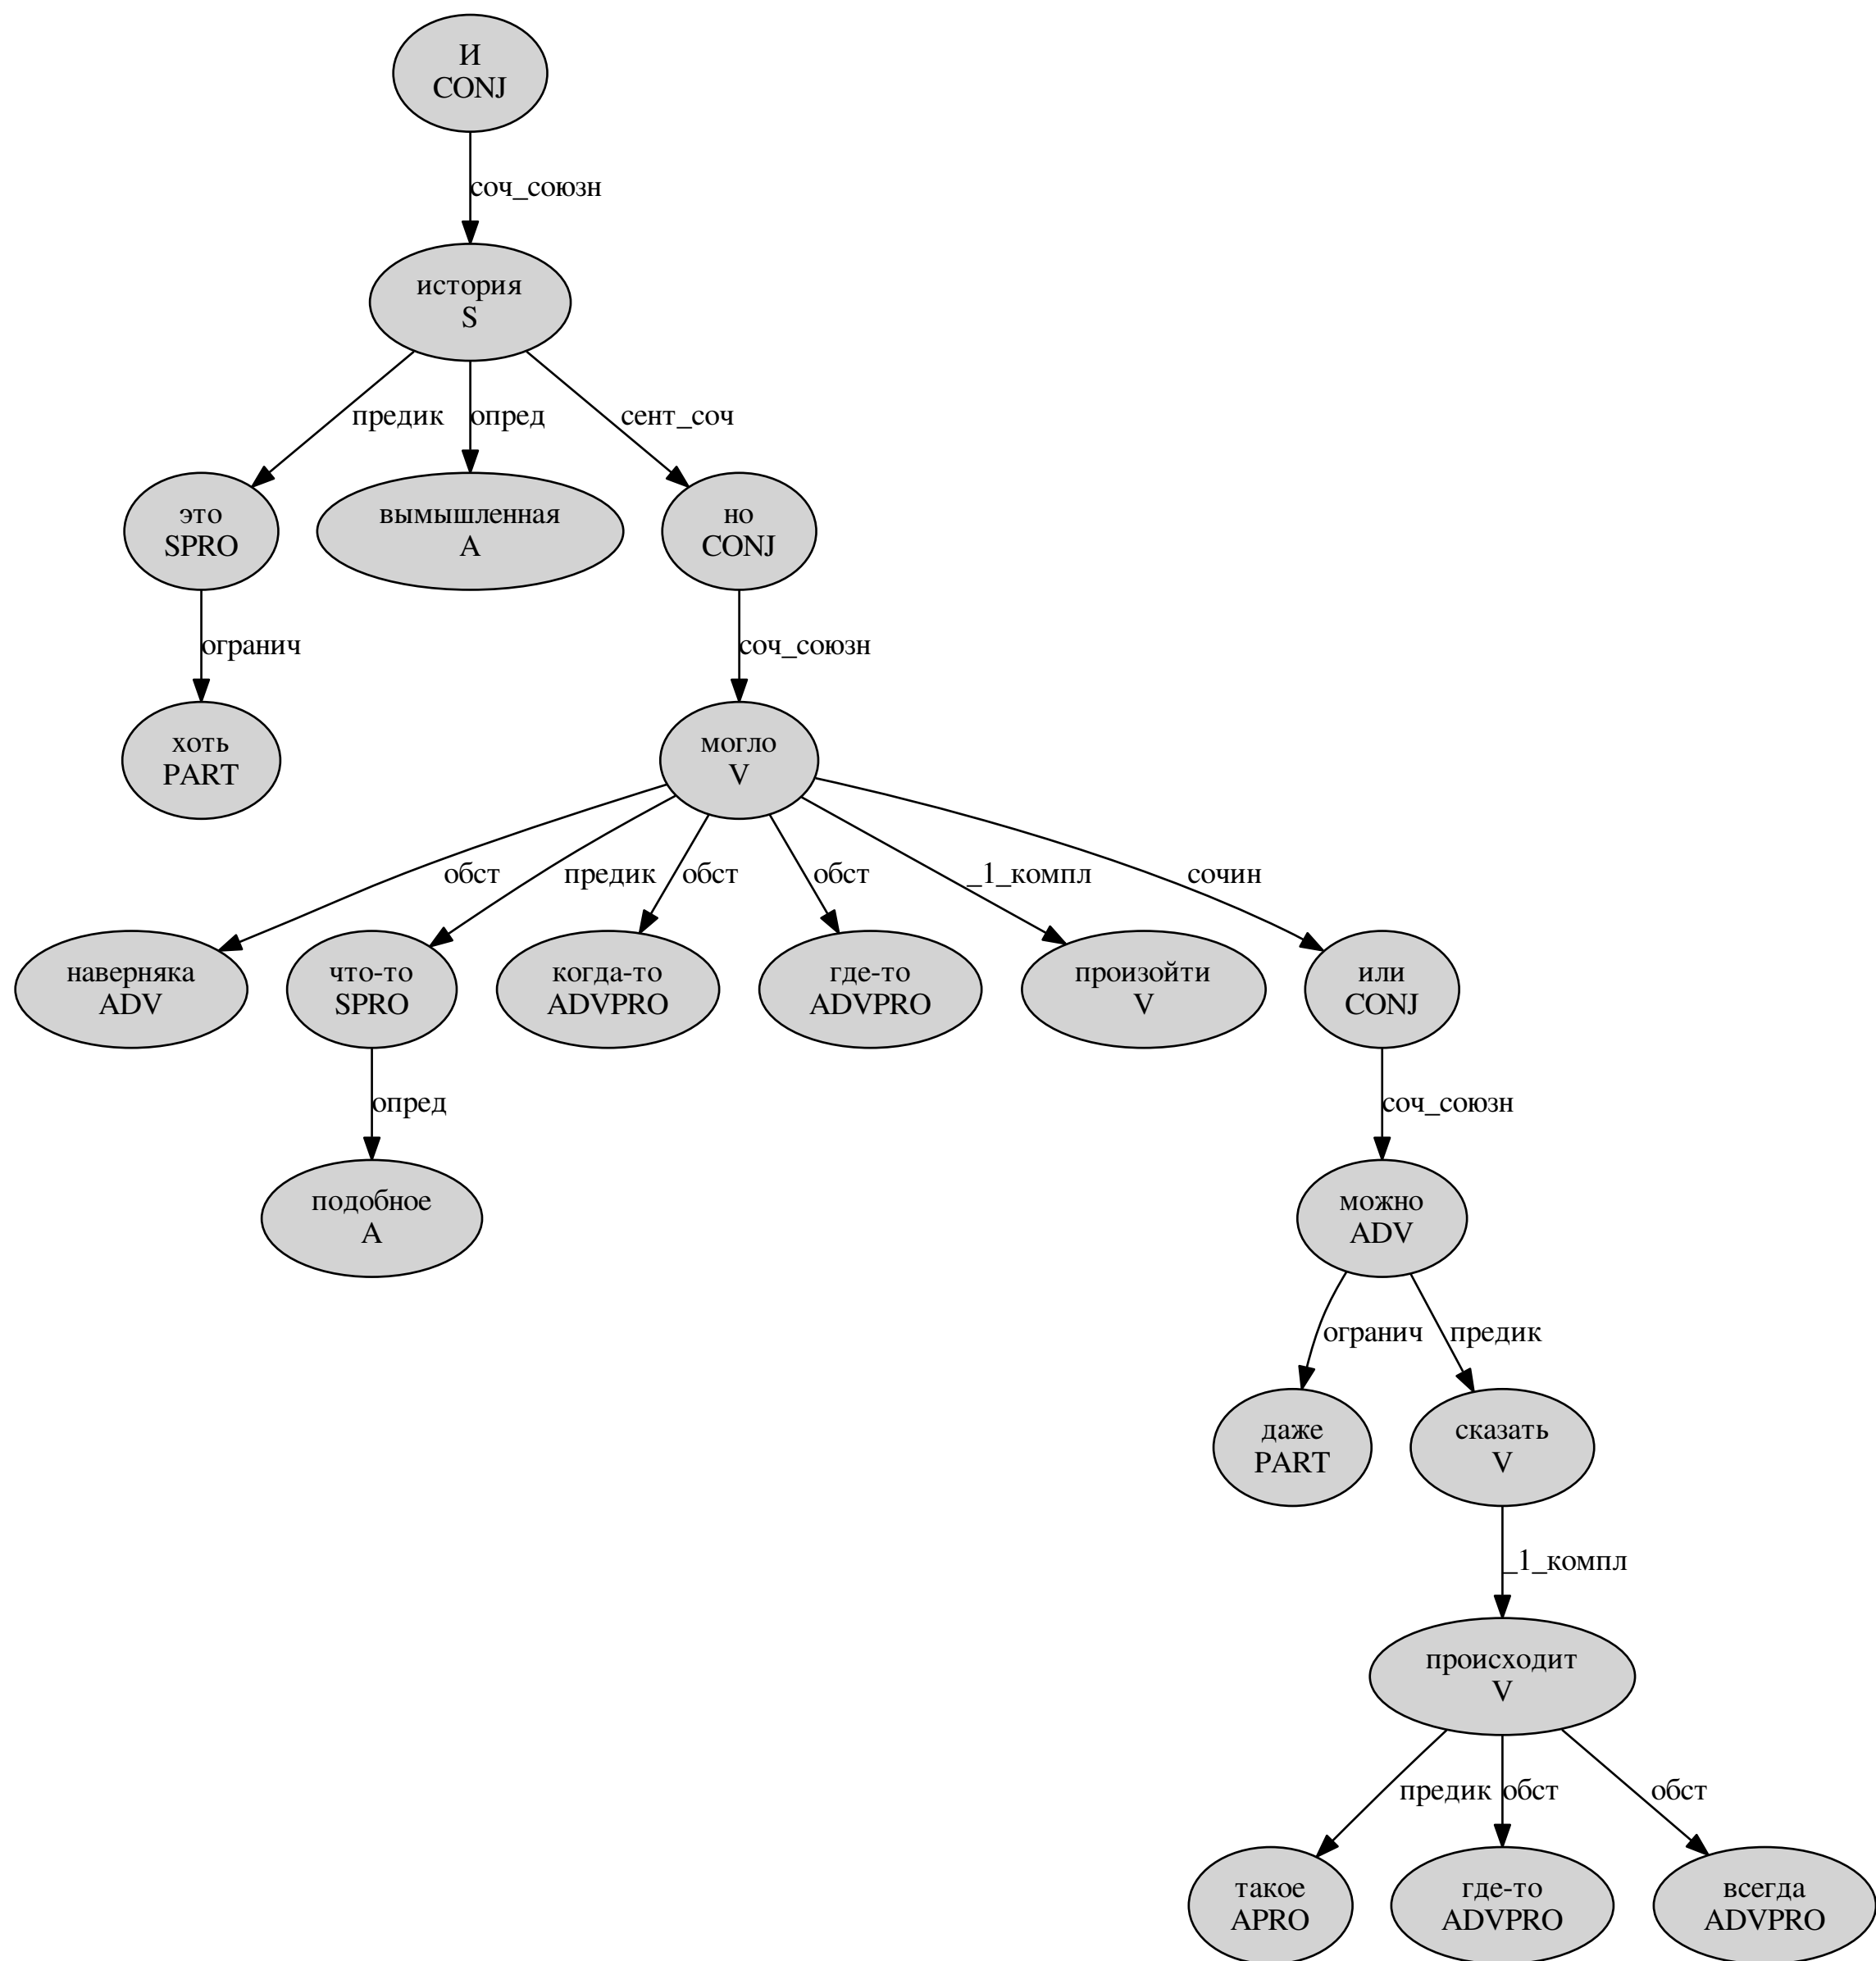 И
CONJ
соч_союзн
история
S
предик
опред
сент_соч
это
SPRO
вымышленная
A
но
CONJ
огранич
соч_союзн
хоть
PART
могло
V
обст
предик
обст
обст
_1_компл
сочин
наверняка
ADV
что-то
SPRO
когда-то
ADVPRO
где-то
ADVPRO
произойти
V
или
CONJ
опред
соч_союзн
подобное
A
можно
ADV
огранич
предик
даже
PART
сказать
V
_1_компл
происходит
V
предик
обст
обст
такое
APRO
где-то
ADVPRO
всегда
ADVPRO